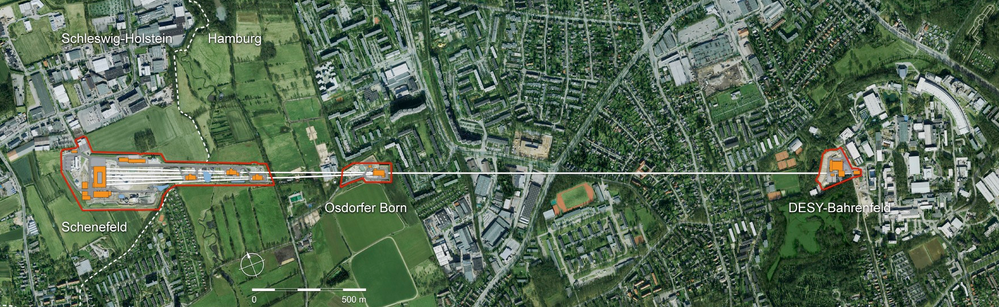 Schleswig-Holstein
Hamburg
Osdorfer Born
DESY-Bahrenfeld
Schenefeld
0
500 m